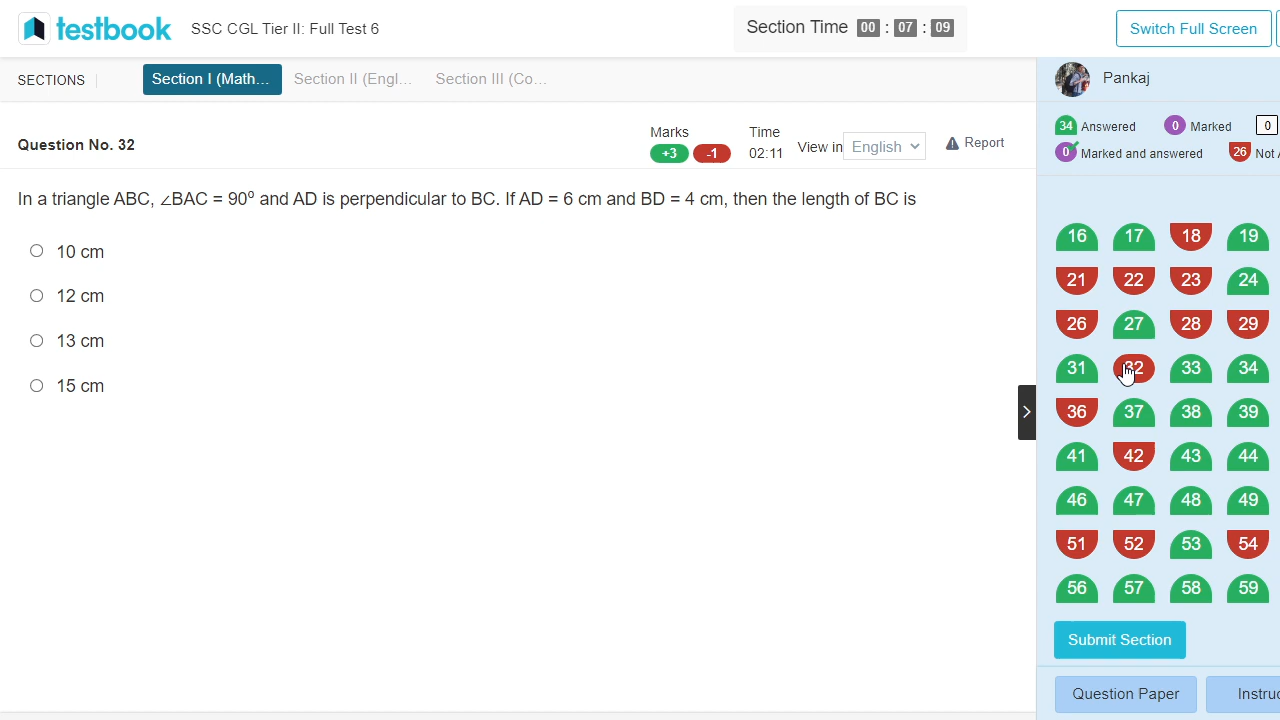 testbook SSC CGL Tier II: Full Test 6 Section Time 00 : 07 : 09 Switch Full Screen
SECTIONS Section I (Math... Section II (Engl... Section III (Co...
Pankaj
34 Answered 0 Marked 0
0 Marked and answered 26 Not
Question No. 32
Marks +3 -1
Time 02:11
View in English
Report
In a triangle ABC, ∠BAC = 90⁰ and AD is perpendicular to BC. If AD = 6 cm and BD = 4 cm, then the length of BC is
10 cm
12 cm
13 cm
15 cm
16 17 18 19
21 22 23 24
26 27 28 29
31 32 33 34
36 37 38 39
41 42 43 44
46 47 48 49
51 52 53 54
56 57 58 59
Submit Section
Question Paper Instruc